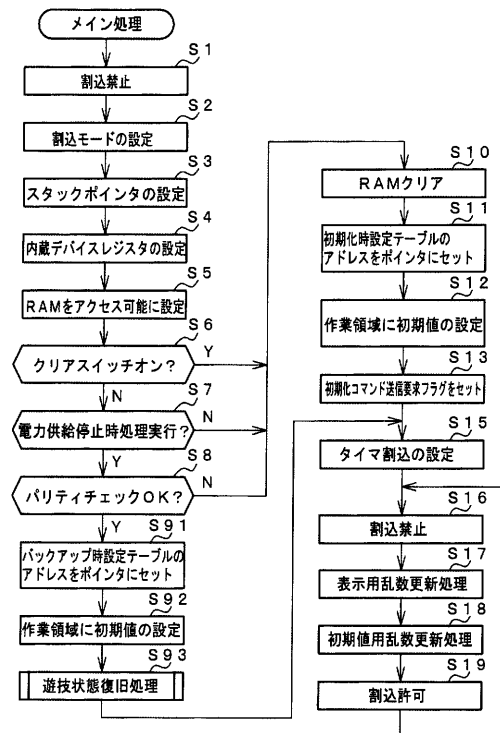 メイン処理
S1
割込禁止
S2
割込モードの設定
S3
スタックポインタの設定
S4
内蔵デバイスレジスタの設定
S5
RAMをアクセス可能に設定
S6
クリアスイッチオン?
Y
N
S7
電力供給停止時処理実行?
N
Y
S8
パリティチェックOK?
N
Y
S91
バックアップ時設定テーブルの
アドレスをポインタにセット
S92
作業領域に初期値の設定
S93
遊技状態復旧処理
S10
RAMクリア
S11
初期化時設定テーブルの
アドレスをポインタにセット
S12
作業領域に初期値の設定
S13
初期化コマンド送信要求フラグをセット
S15
タイマ割込の設定
S16
割込禁止
S17
表示用乱数更新処理
S18
初期値用乱数更新処理
S19
割込許可